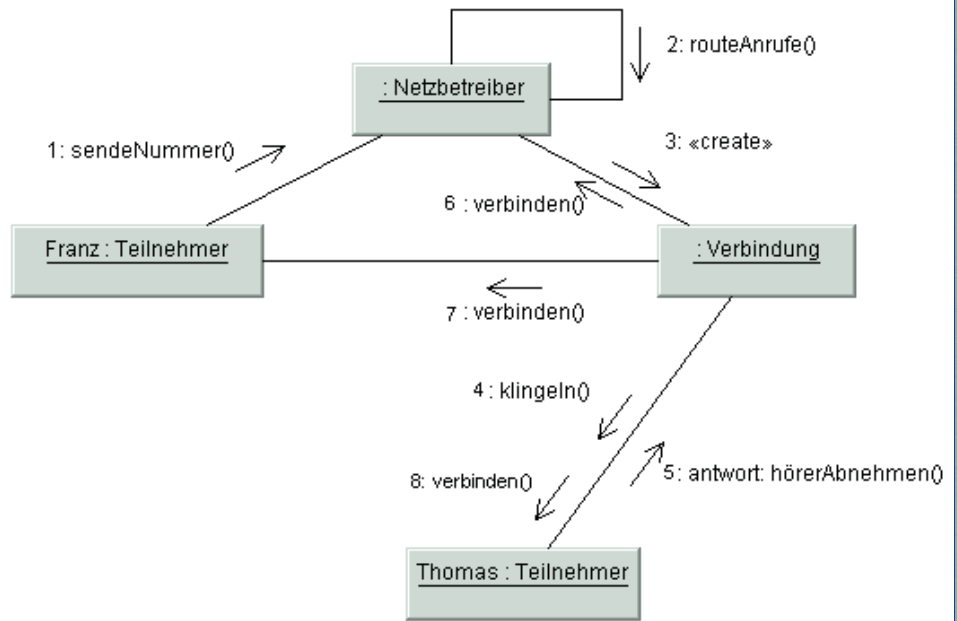 2: routeAnrufe()
: Netzbetreiber
1: sendeNummer()
3: «create»
6 : verbinden()
Franz : Teilnehmer
: Verbindung
7 : verbinden()
4 : klingeln()
8: verbinden()
5: antwort: hörerAbnehmen()
Thomas : Teilnehmer